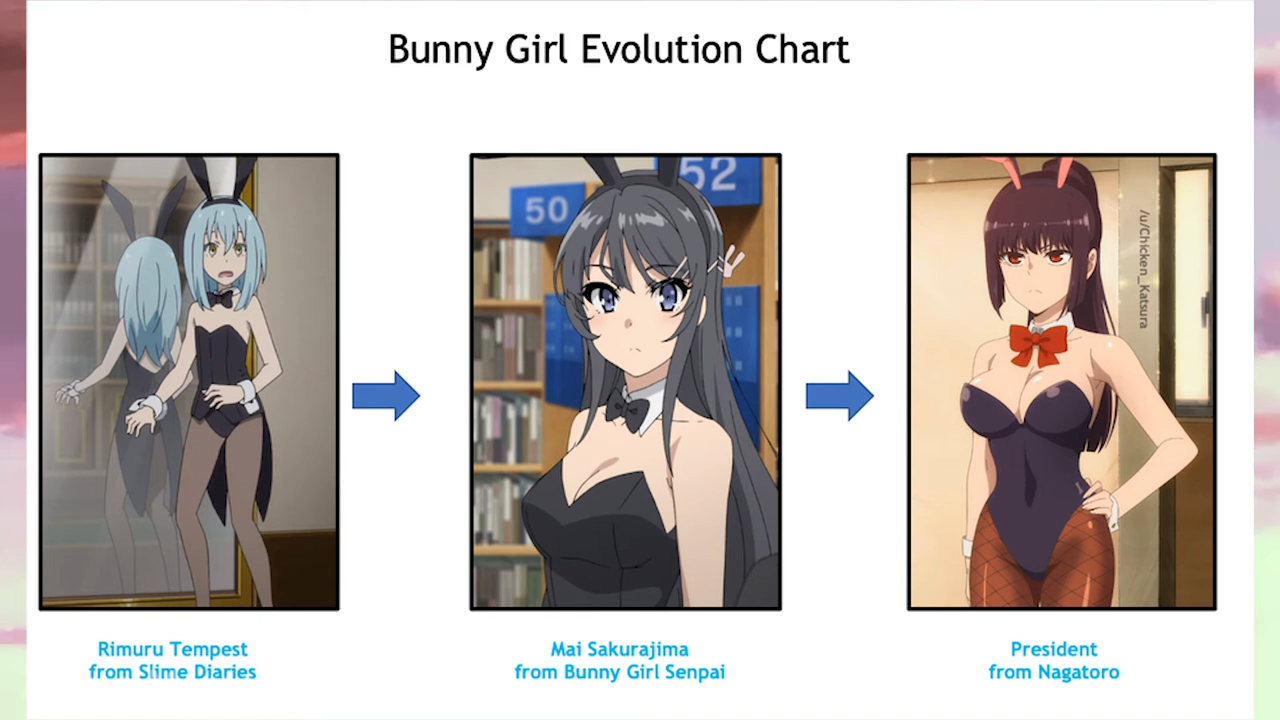 Bunny Girl Evolution Chart
50
52
/u/Chicken_Katsura
Rimuru Tempest
from Slime Diaries
Mai Sakurajima
from Bunny Girl Senpai
President
from Nagatoro